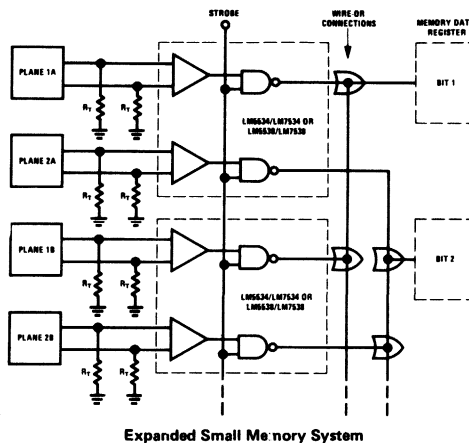 STROBE
WIRE-OR
CONNECTIONS
MEMORY DATA
REGISTER
PLANE 1A
BIT 1
RT
RT
LM5534/LM7534 OR
LM5538/LM7538
PLANE 2A
RT
RT
PLANE 1B
BIT 2
RT
RT
LM5534/LM7534 OR
LM5538/LM7538
PLANE 2B
RT
RT
Expanded Small Memory System